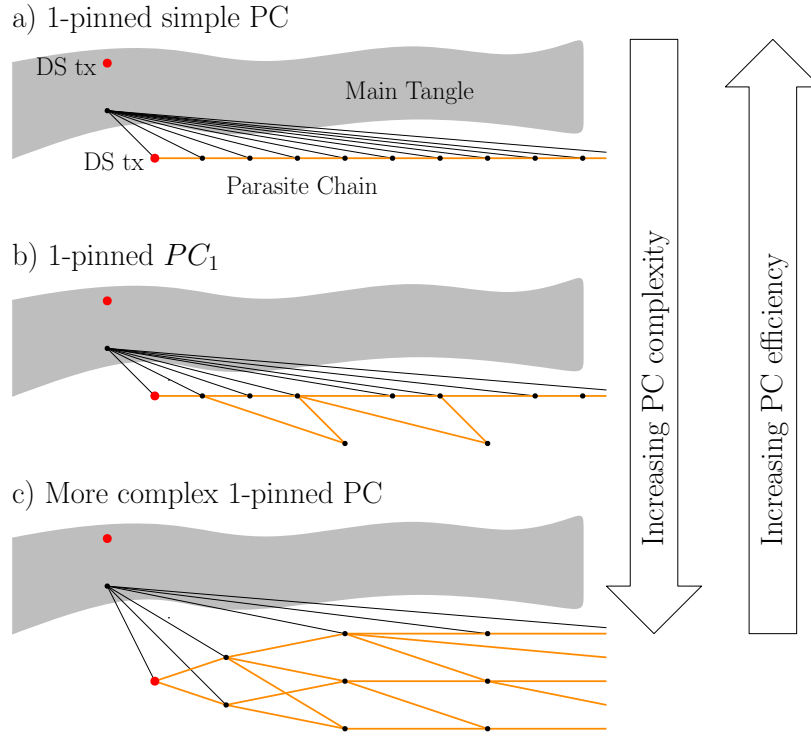 a) 1-pinned simple PC
DS tx
Main Tangle
DS tx
Parasite Chain
b) 1-pinned PC₁
c) More complex 1-pinned PC
Increasing PC complexity
Increasing PC efficiency